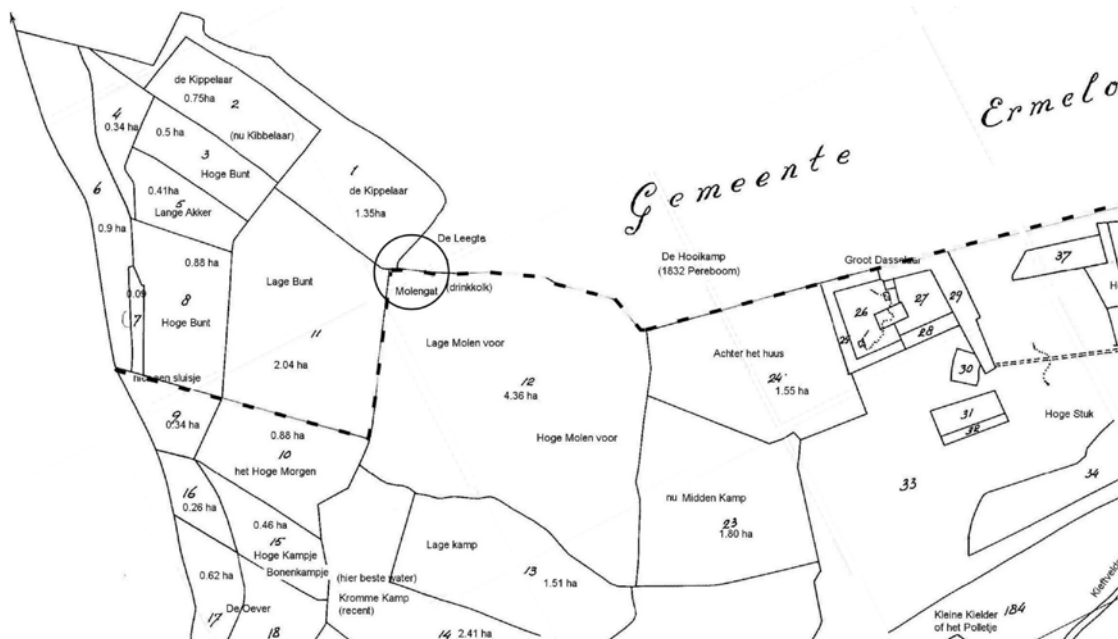 Gemeente
Ermelo
de Kippelaar
0.75ha
2
(nu Kibbelaar)
4
0.34 ha
0.5 ha
3
Hoge Bunt
1
de Kippelaar
1.35ha
6
0.9 ha
0.41ha
5
Lange Akker
De Leegte
Molengat
(drinkkolk)
De Hooikamp
(1832 Pereboom)
Groot Dasselaar
37
0.88 ha
8
Hoge Bunt
0.09
7
Lage Bunt
11
2.04 ha
Lage Molen voor
12
4.36 ha
Hoge Molen voor
Achter het huus
24
1.55 ha
25
26
27
28
29
30
31
32
Hoge Stuk
33
34
sluisje
9
0.34 ha
0.88 ha
10
het Hoge Morgen
16
0.26 ha
0.46 ha
15
Hoge Kampje
Bonenkampje
(hier beste water)
Kromme Kamp
(recent)
Lage kamp
13
1.51 ha
14
2.41 ha
nu Midden Kamp
23
1.80 ha
0.62 ha
De Oever
17
18
Kleine Kielder
of het Polletje
184